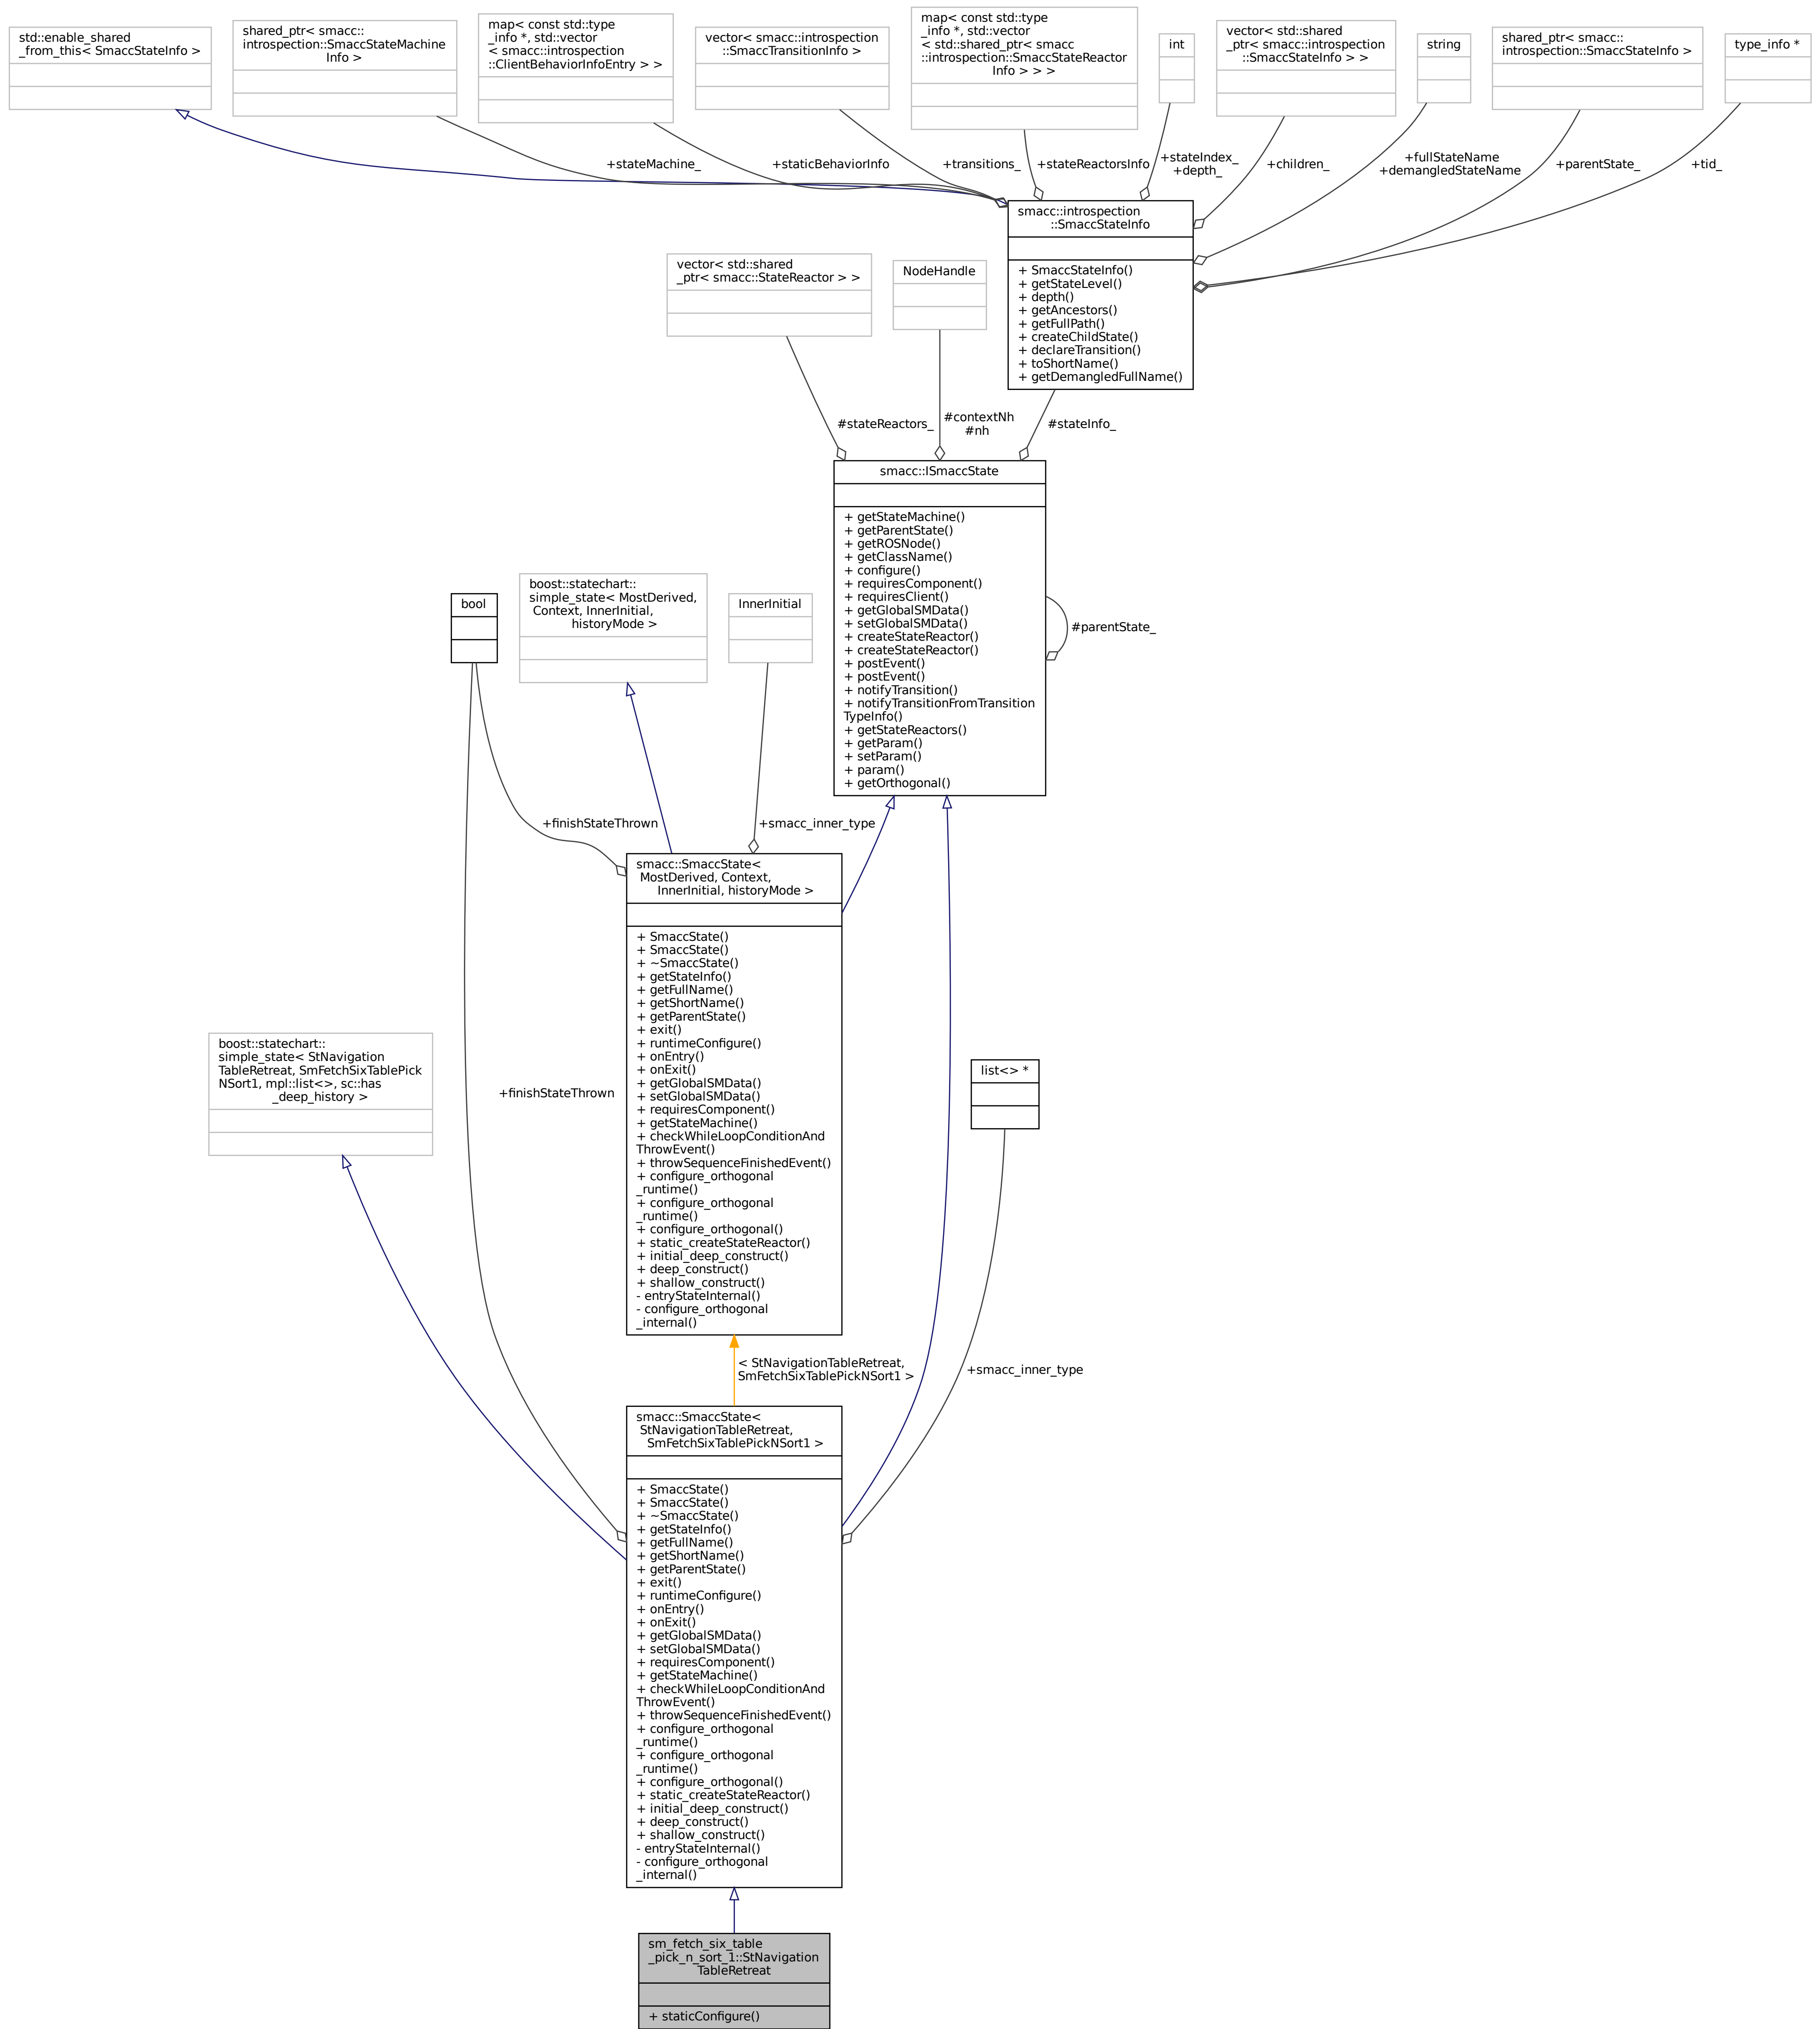 std::enable_shared
_from_this< SmaccStateInfo >
shared_ptr< smacc::
introspection::SmaccStateMachine
Info >
map< const std::type
_info *, std::vector
< smacc::introspection
::ClientBehaviorInfoEntry > >
vector< smacc::introspection
::SmaccTransitionInfo >
map< const std::type
_info *, std::vector
< std::shared_ptr< smacc
::introspection::SmaccStateReactor
Info > > >
int
vector< std::shared
_ptr< smacc::introspection
::SmaccStateInfo > >
string
shared_ptr< smacc::
introspection::SmaccStateInfo >
type_info *
+stateMachine_
+staticBehaviorInfo
+transitions_
+stateReactorsInfo
+stateIndex_
+depth_
+children_
+fullStateName
+demangledStateName
+parentState_
+tid_
smacc::introspection
::SmaccStateInfo
+ SmaccStateInfo()
+ getStateLevel()
+ depth()
+ getAncestors()
+ getFullPath()
+ createChildState()
+ declareTransition()
+ toShortName()
+ getDemangledFullName()
vector< std::shared
_ptr< smacc::StateReactor > >
NodeHandle
#stateReactors_
#contextNh
#nh
#stateInfo_
smacc::ISmaccState
+ getStateMachine()
+ getParentState()
+ getROSNode()
+ getClassName()
+ configure()
+ requiresComponent()
+ requiresClient()
+ getGlobalSMData()
+ setGlobalSMData()
+ createStateReactor()
+ createStateReactor()
+ postEvent()
+ postEvent()
+ notifyTransition()
+ notifyTransitionFromTransition
TypeInfo()
+ getStateReactors()
+ getParam()
+ setParam()
+ param()
+ getOrthogonal()
#parentState_
bool
boost::statechart::
simple_state< MostDerived,
Context, InnerInitial,
historyMode >
InnerInitial
+finishStateThrown
+smacc_inner_type
smacc::SmaccState<
MostDerived, Context,
InnerInitial, historyMode >
+ SmaccState()
+ SmaccState()
+ ~SmaccState()
+ getStateInfo()
+ getFullName()
+ getShortName()
+ getParentState()
+ exit()
+ runtimeConfigure()
+ onEntry()
+ onExit()
+ getGlobalSMData()
+ setGlobalSMData()
+ requiresComponent()
+ getStateMachine()
+ checkWhileLoopConditionAnd
ThrowEvent()
+ throwSequenceFinishedEvent()
+ configure_orthogonal
_runtime()
+ configure_orthogonal
_runtime()
+ configure_orthogonal()
+ static_createStateReactor()
+ initial_deep_construct()
+ deep_construct()
+ shallow_construct()
- entryStateInternal()
- configure_orthogonal
_internal()
boost::statechart::
simple_state< StNavigation
TableRetreat, SmFetchSixTablePick
NSort1, mpl::list<>, sc::has
_deep_history >
+finishStateThrown
list<> *
< StNavigationTableRetreat,
SmFetchSixTablePickNSort1 >
+smacc_inner_type
smacc::SmaccState<
StNavigationTableRetreat,
SmFetchSixTablePickNSort1 >
+ SmaccState()
+ SmaccState()
+ ~SmaccState()
+ getStateInfo()
+ getFullName()
+ getShortName()
+ getParentState()
+ exit()
+ runtimeConfigure()
+ onEntry()
+ onExit()
+ getGlobalSMData()
+ setGlobalSMData()
+ requiresComponent()
+ getStateMachine()
+ checkWhileLoopConditionAnd
ThrowEvent()
+ throwSequenceFinishedEvent()
+ configure_orthogonal
_runtime()
+ configure_orthogonal
_runtime()
+ configure_orthogonal()
+ static_createStateReactor()
+ initial_deep_construct()
+ deep_construct()
+ shallow_construct()
- entryStateInternal()
- configure_orthogonal
_internal()
sm_fetch_six_table
_pick_n_sort_1::StNavigation
TableRetreat
+ staticConfigure()